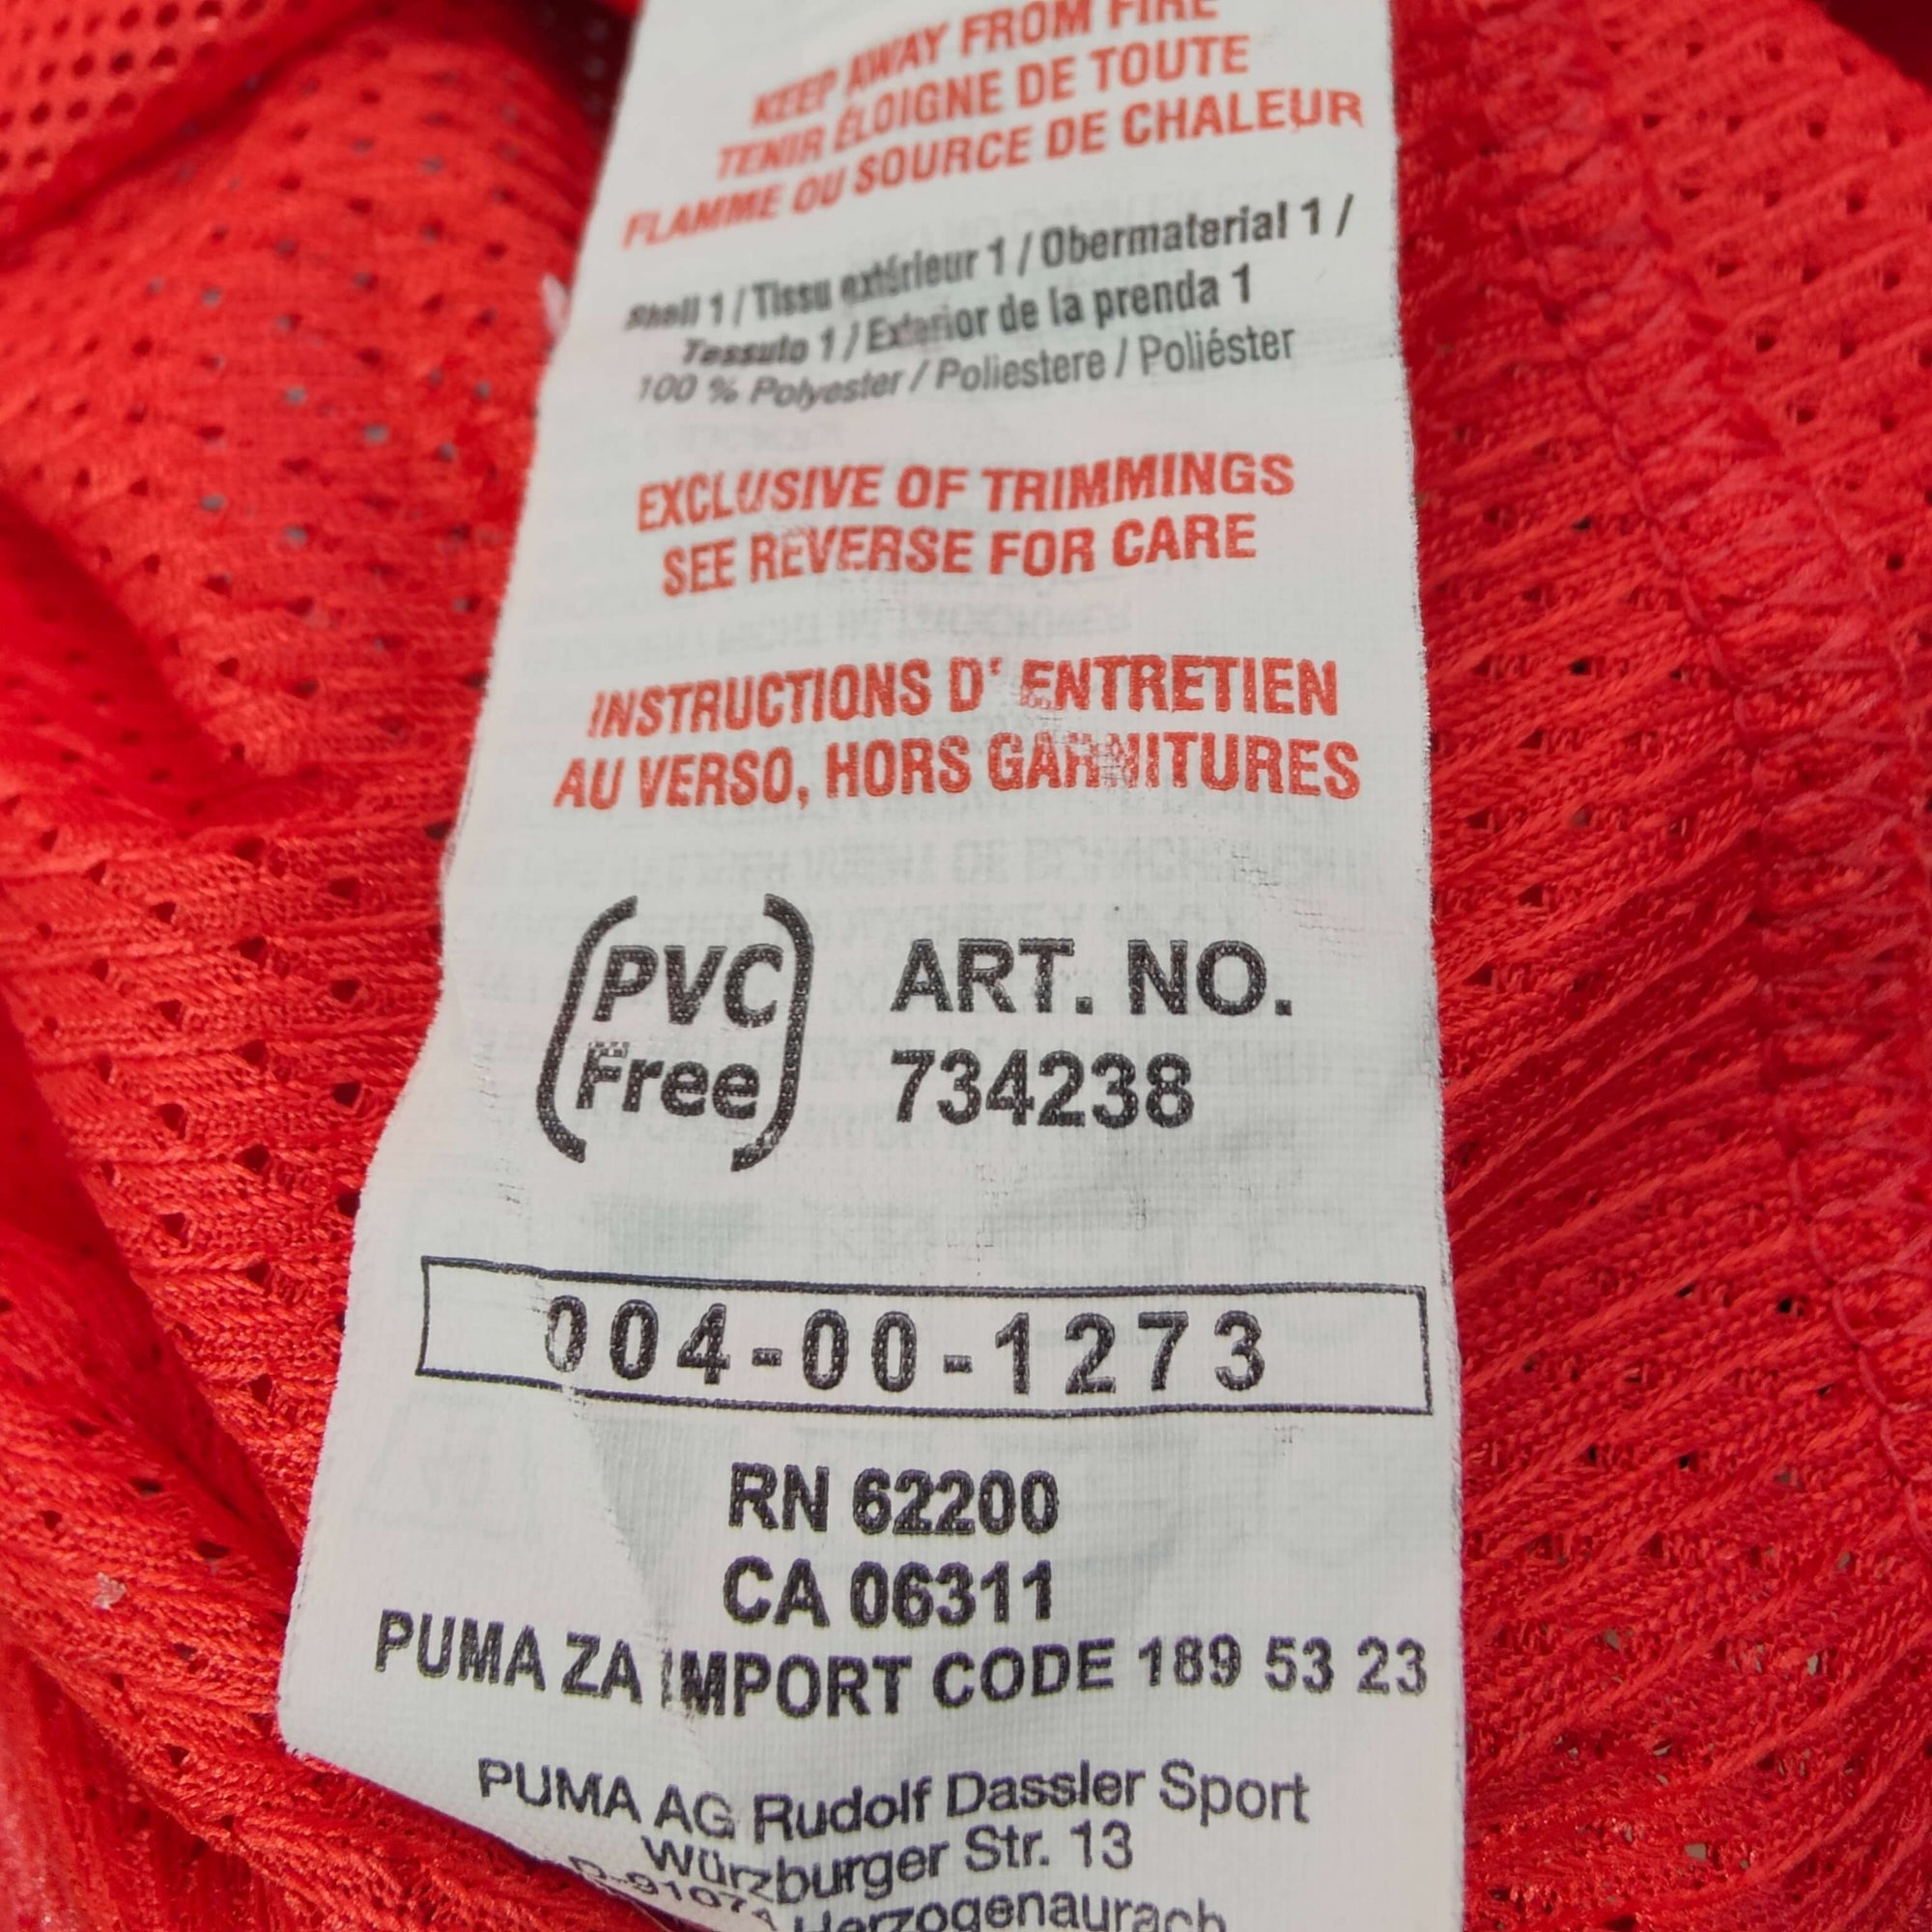 KEEP AWAY FROM FIRE
TENIR ÉLOIGNE DE TOUTE
FLAMME OU SOURCE DE CHALEUR
Shell 1 / Tissu extérieur 1 / Obermaterial 1 /
Tessuto 1 / Exterior de la prenda 1
100 % Polyester / Poliestere / Poliéster
EXCLUSIVE OF TRIMMINGS
SEE REVERSE FOR CARE
INSTRUCTIONS D' ENTRETIEN
AU VERSO, HORS GARNITURES
PVC
Free
ART. NO.
734238
004-00-1273
RN 62200
CA 06311
PUMA ZA IMPORT CODE 189 53 23
PUMA AG Rudolf Dassler Sport
Würzburger Str. 13
D-91074 Herzogenaurach